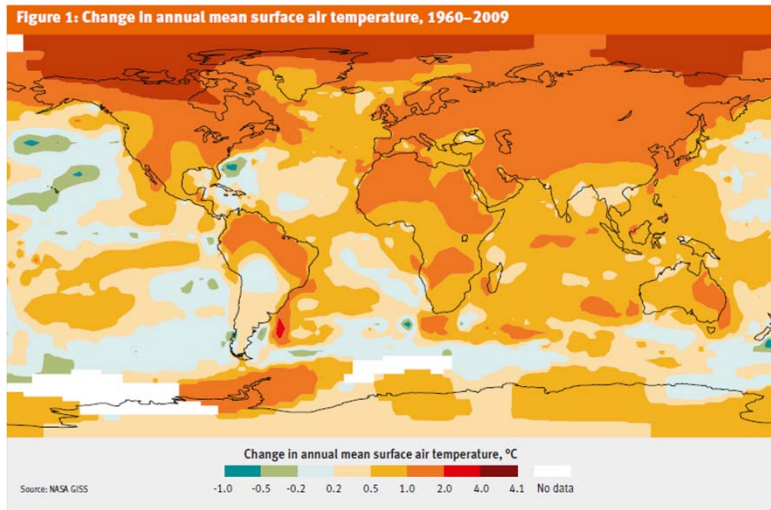 Figure 1: Change in annual mean surface air temperature, 1960–2009
Change in annual mean surface air temperature, °C
-1.0 -0.5 -0.2 0.2 0.5 1.0 2.0 4.0 4.1 No data
Source: NASA GISS